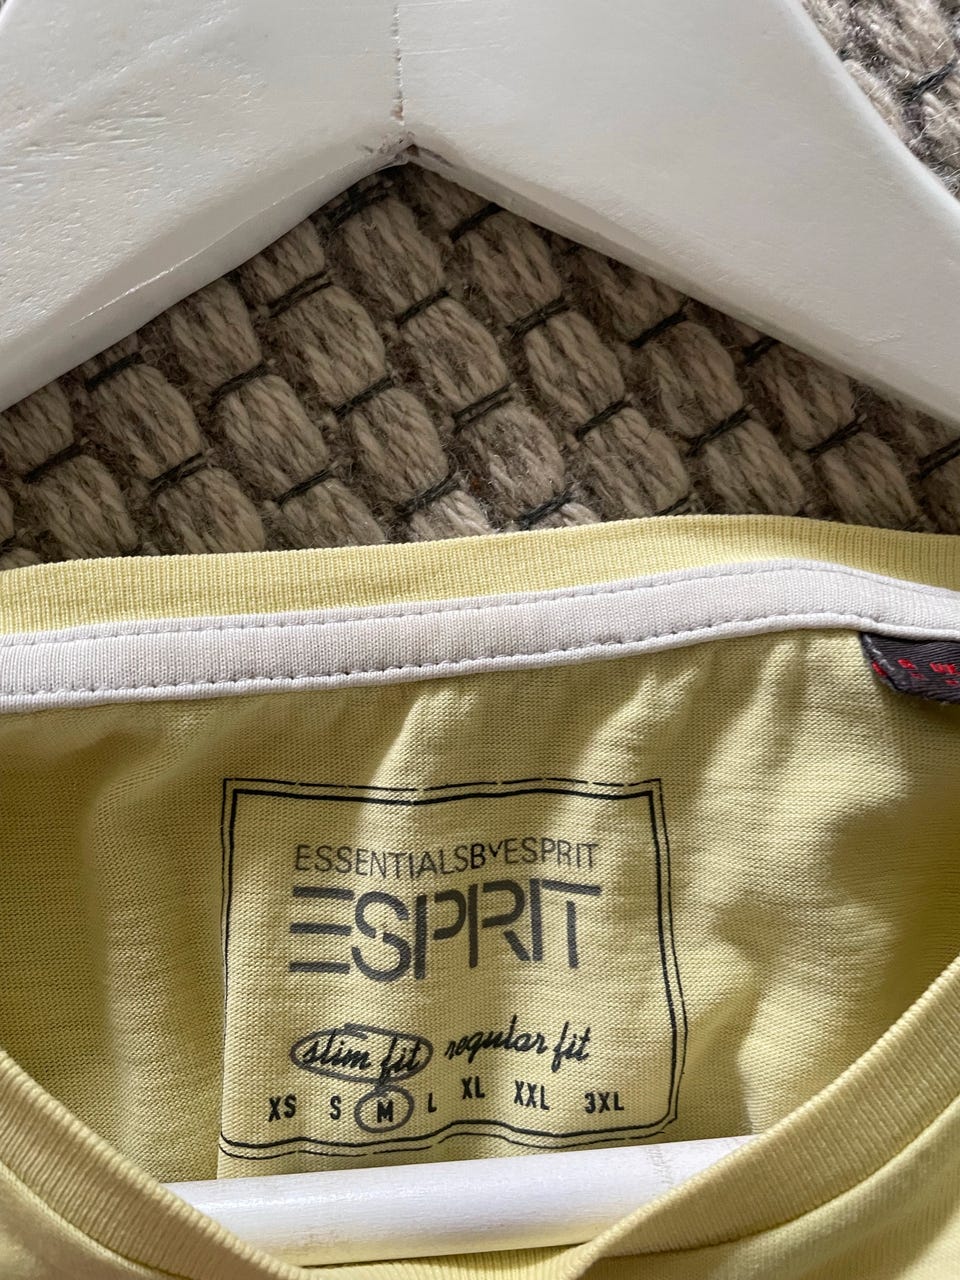 ESSENTIALSBYESPRIT
ESPRIT
slim fit regular fit
XS S M L XL XXL 3XL